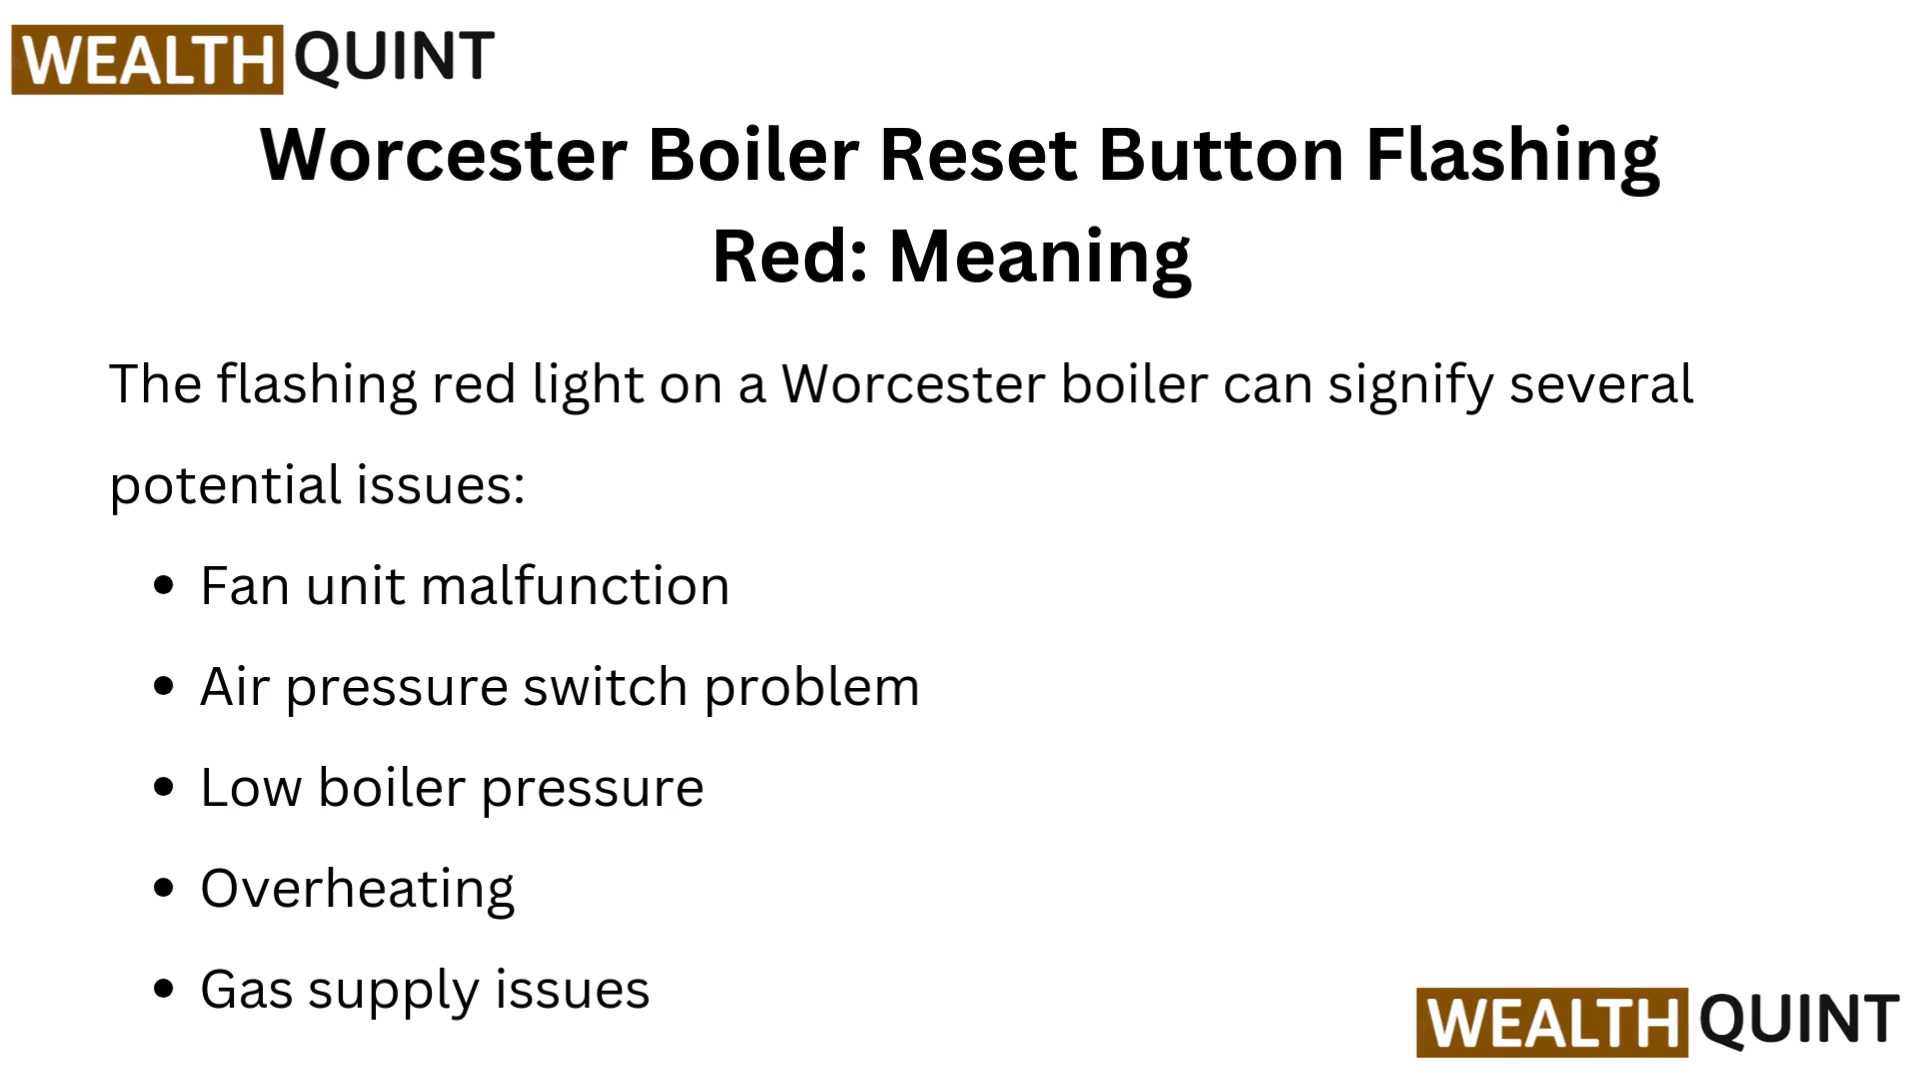 WEALTH QUINT
Worcester Boiler Reset Button Flashing
Red: Meaning
The flashing red light on a Worcester boiler can signify several
potential issues:
• Fan unit malfunction
• Air pressure switch problem
• Low boiler pressure
• Overheating
• Gas supply issues
WEALTH QUINT